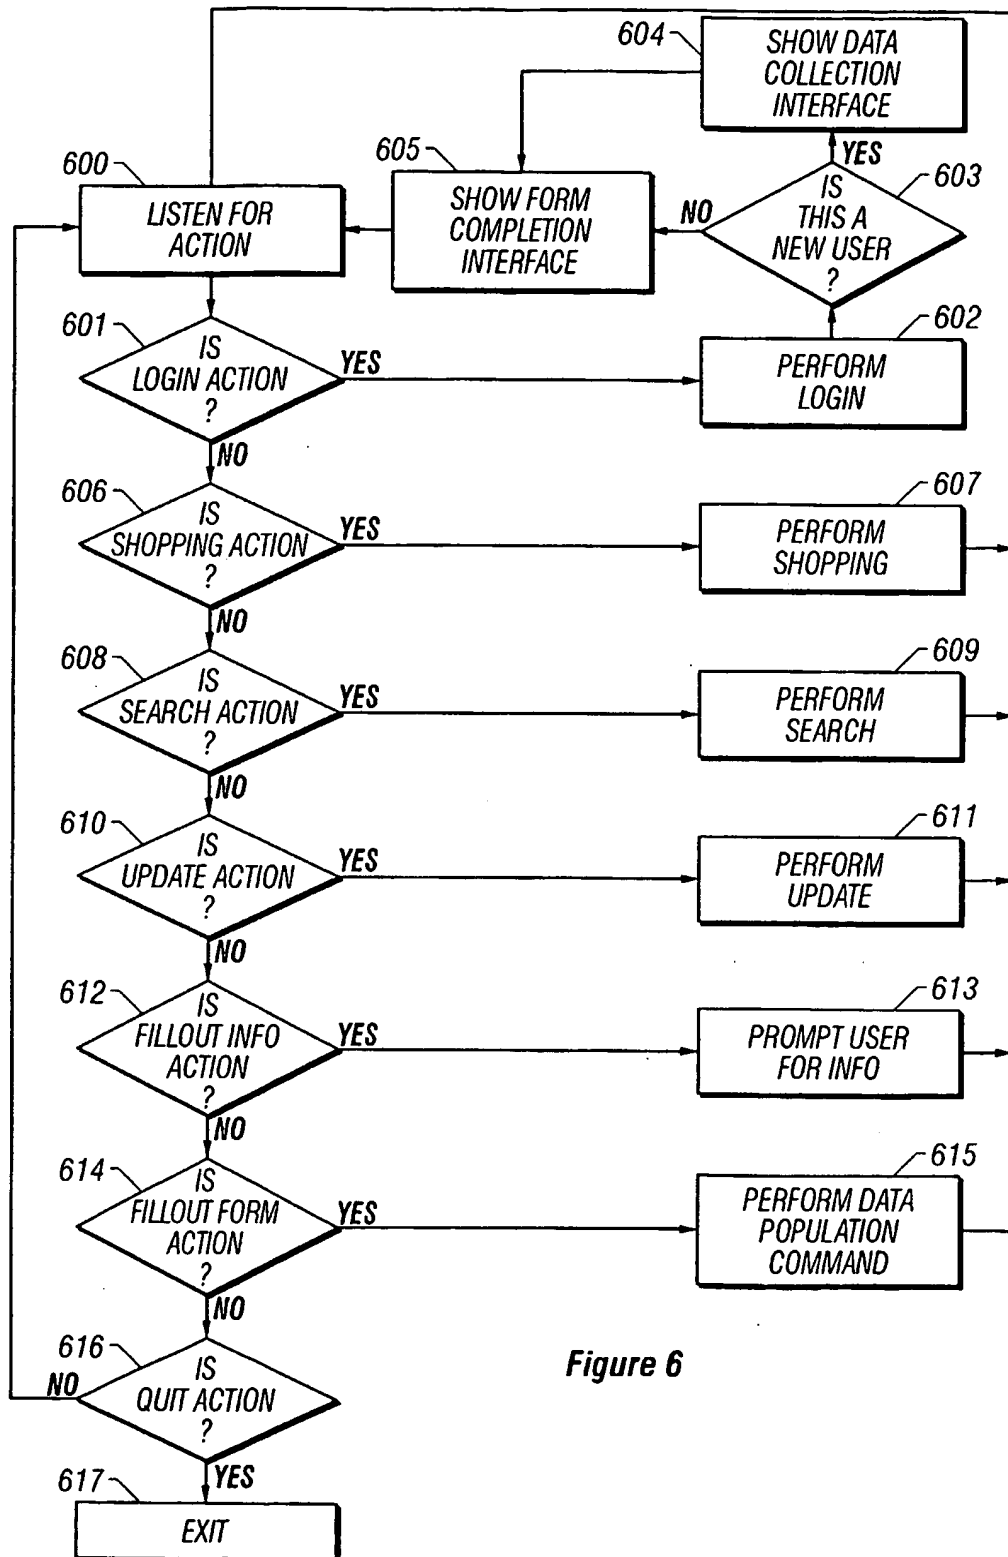 604
SHOW DATA
COLLECTION
INTERFACE
YES
605
SHOW FORM
COMPLETION
INTERFACE
NO
IS
THIS A
NEW USER
?
603
600
LISTEN FOR
ACTION
601
IS
LOGIN ACTION
?
YES
602
PERFORM
LOGIN
NO
606
IS
SHOPPING ACTION
?
YES
607
PERFORM
SHOPPING
NO
608
IS
SEARCH ACTION
?
YES
609
PERFORM
SEARCH
NO
610
IS
UPDATE ACTION
?
YES
611
PERFORM
UPDATE
NO
612
IS
FILLOUT INFO
ACTION
?
YES
613
PROMPT USER
FOR INFO
NO
614
IS
FILLOUT FORM
ACTION
?
YES
615
PERFORM DATA
POPULATION
COMMAND
NO
616
IS
QUIT ACTION
?
NO
YES
617
EXIT
Figure 6